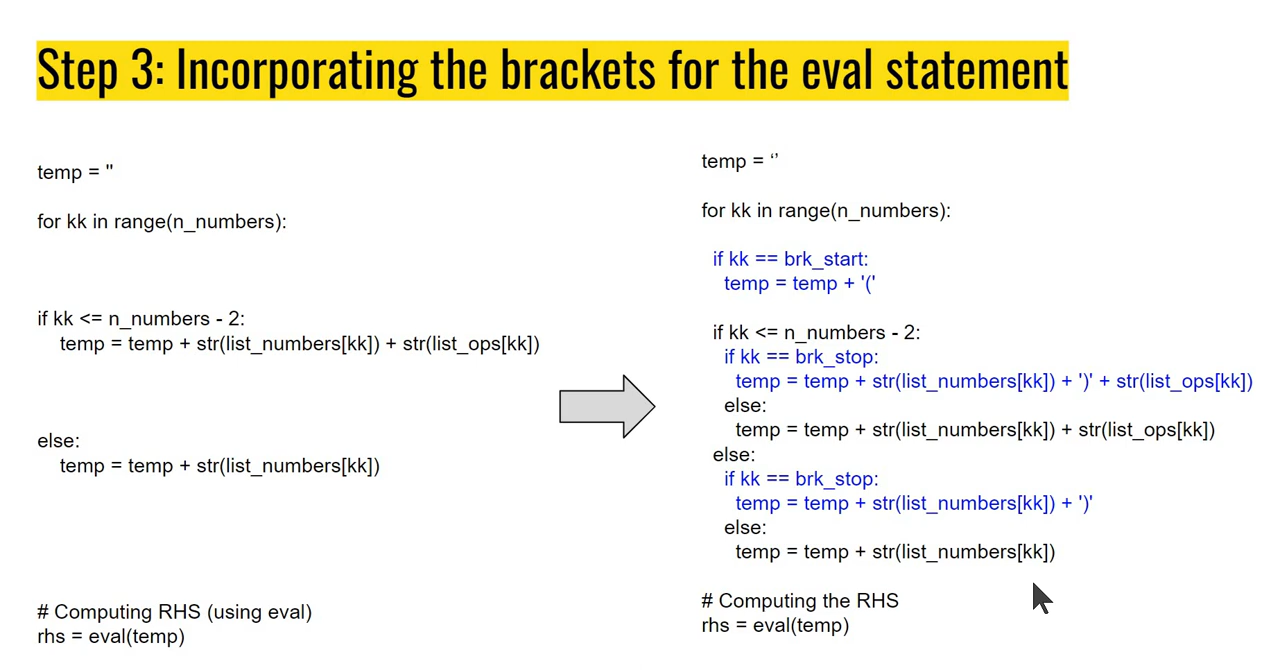 Step 3: Incorporating the brackets for the eval statement
temp = ''
for kk in range(n_numbers):
if kk <= n_numbers - 2:
temp = temp + str(list_numbers[kk]) + str(list_ops[kk])
else:
temp = temp + str(list_numbers[kk])
# Computing RHS (using eval)
rhs = eval(temp)
temp = ‘’
for kk in range(n_numbers):
if kk == brk_start:
temp = temp + '('
if kk <= n_numbers - 2:
if kk == brk_stop:
temp = temp + str(list_numbers[kk]) + ')' + str(list_ops[kk])
else:
temp = temp + str(list_numbers[kk]) + str(list_ops[kk])
else:
if kk == brk_stop:
temp = temp + str(list_numbers[kk]) + ')'
else:
temp = temp + str(list_numbers[kk])
# Computing the RHS
rhs = eval(temp)